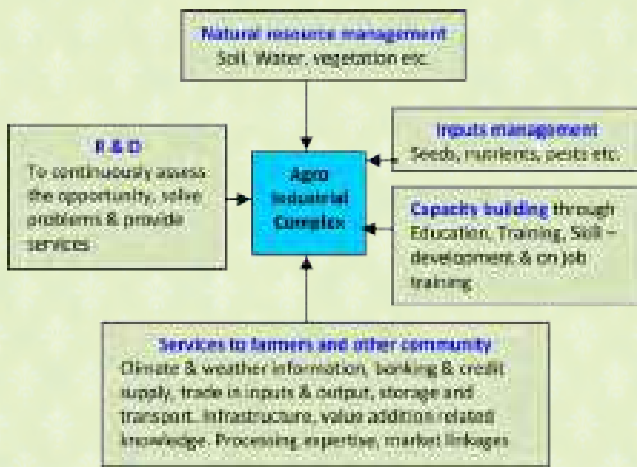 Natural resource management
Soil, Water, vegetation etc.
R & D
To continuously assess
the opportunity, solve
problems & provide
services
Agro
Industrial
Complex
Inputs management
Seeds, nutrients, pests etc.
Capacity building through
Education, Training, Skill –
development & on job
training
Services to farmers and other community
Climate & weather information, banking & credit
supply, trade in inputs & output, storage and
transport. Infrastructure, value addition related
knowledge. Processing expertise, market linkages